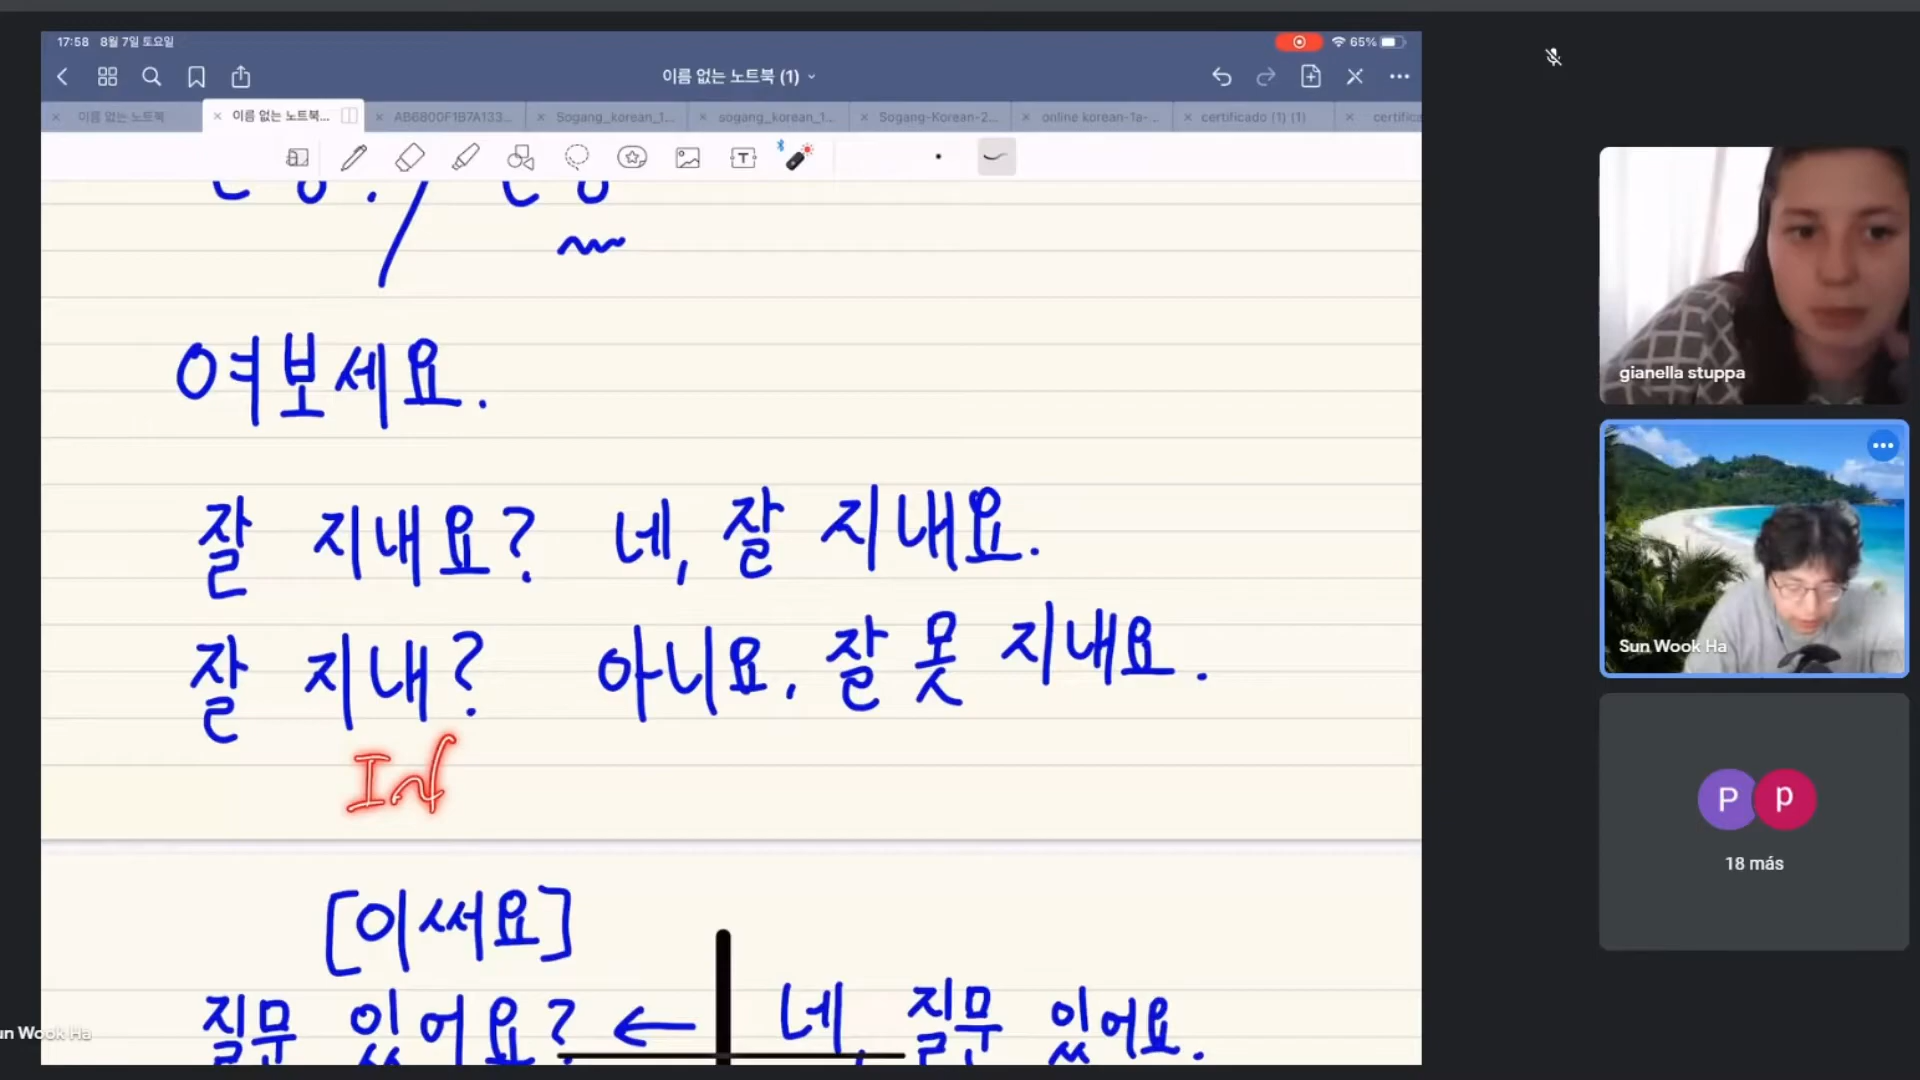 17:58 8월 7일 토요일 65%
이름 없는 노트북 (1)
이름 없는 노트북 이름 없는 노트북... AB6800F1B7A133... Sogang_korean_1... sogang_korean_1... Sogang-Korean-2... online korean-1a-... certificado (1) (1) certifica
여보세요.
잘 지내요? 네, 잘 지내요.
잘 지내? 아니요, 잘 못 지내요.
Inf
[이써요]
질문 있어요? ← 네, 질문 있어요.
gianella stuppa
Sun Wook Ha
P p
18 más
un Wook Ha